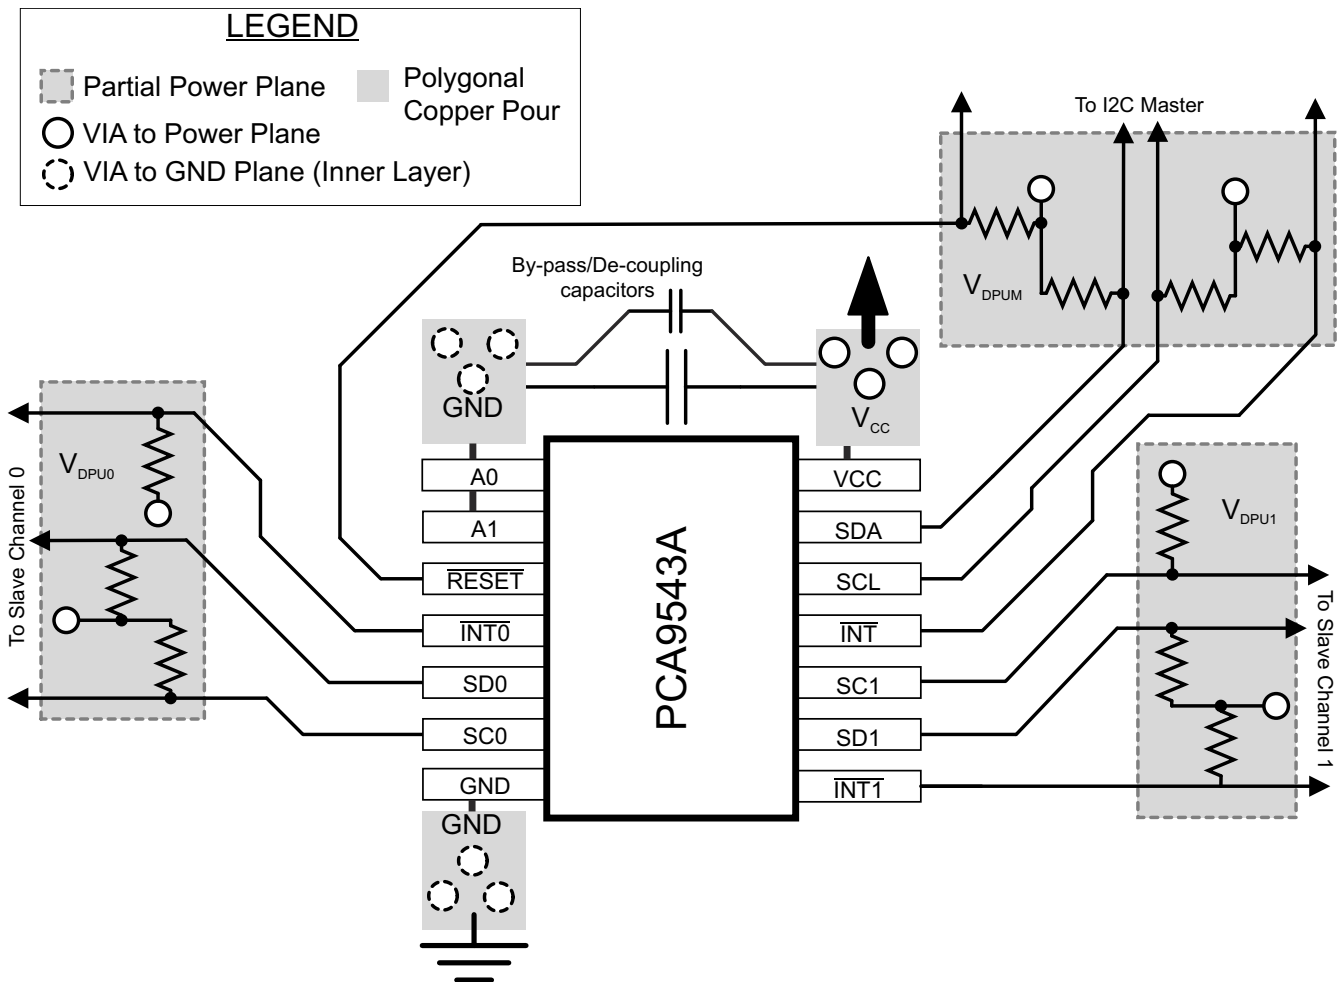 LEGEND
Partial Power Plane
Polygonal
Copper Pour
VIA to Power Plane
VIA to GND Plane (Inner Layer)
To I2C Master
By-pass/De-coupling
capacitors
VDPUM
GND
VCC
VDPU0
To Slave Channel 0
VDPU1
To Slave Channel 1
PCA9543A
A0
A1
RESET
INT0
SD0
SC0
GND
VCC
SDA
SCL
INT
SC1
SD1
INT1
GND